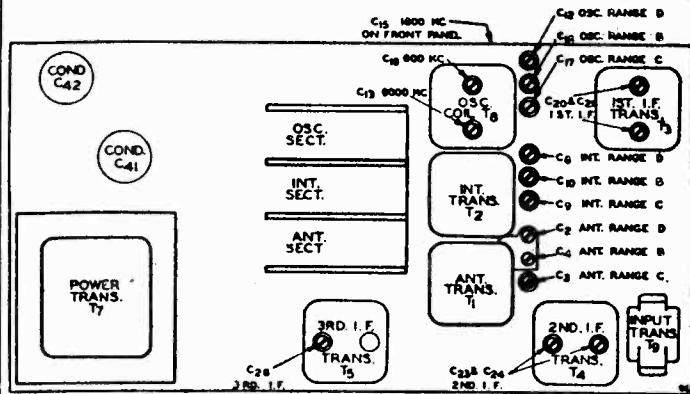 C12 OSC. RANGE D
C15 1800 KC
ON FRONT PANEL
C16 OSC. RANGE B
C17 OSC. RANGE C
C18 600 KC
C13 6000 KC
OSC.
COIL T6
C20 & C21
1ST. I.F.
1ST. I.F.
TRANS.
T3
COND
C42
COND.
C41
OSC.
SECT.
INT.
SECT.
ANT.
SECT
INT.
TRANS.
T2
C8 INT. RANGE D
C10 INT. RANGE B
C9 INT. RANGE C
C2 ANT. RANGE D
C4 ANT. RANGE B
C3 ANT. RANGE C.
ANT.
TRANS.
T1
POWER
TRANS.
T7
3RD. I.F.
TRANS.
T5
C28
3RD. I.F.
2ND. I.F.
TRANS.
T4
C23 & C24
2ND. I.F.
INPUT
TRANS.
T9